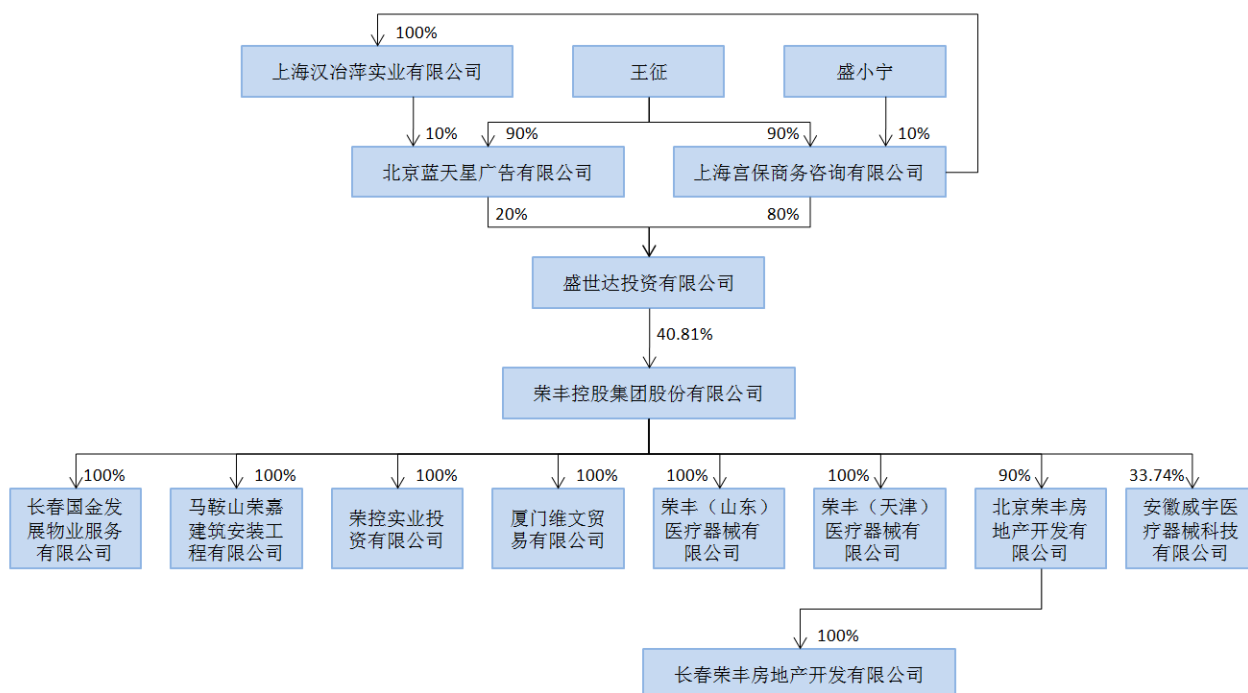 100%
上海汉冶萍实业有限公司
王征
盛小宁
10%
90%
90%
10%
北京蓝天星广告有限公司
上海宫保商务咨询有限公司
20%
80%
盛世达投资有限公司
40.81%
荣丰控股集团股份有限公司
100%
100%
100%
100%
100%
100%
90%
33.74%
长春国金发
展物业服务
有限公司
马鞍山荣嘉
建筑安装工
程有限公司
荣控实业投
资有限公司
厦门维文贸
易有限公司
荣丰（山东）
医疗器械有
限公司
荣丰（天津）
医疗器械有
限公司
北京荣丰房
地产开发有
限公司
安徽威宇医
疗器械科技
有限公司
100%
长春荣丰房地产开发有限公司